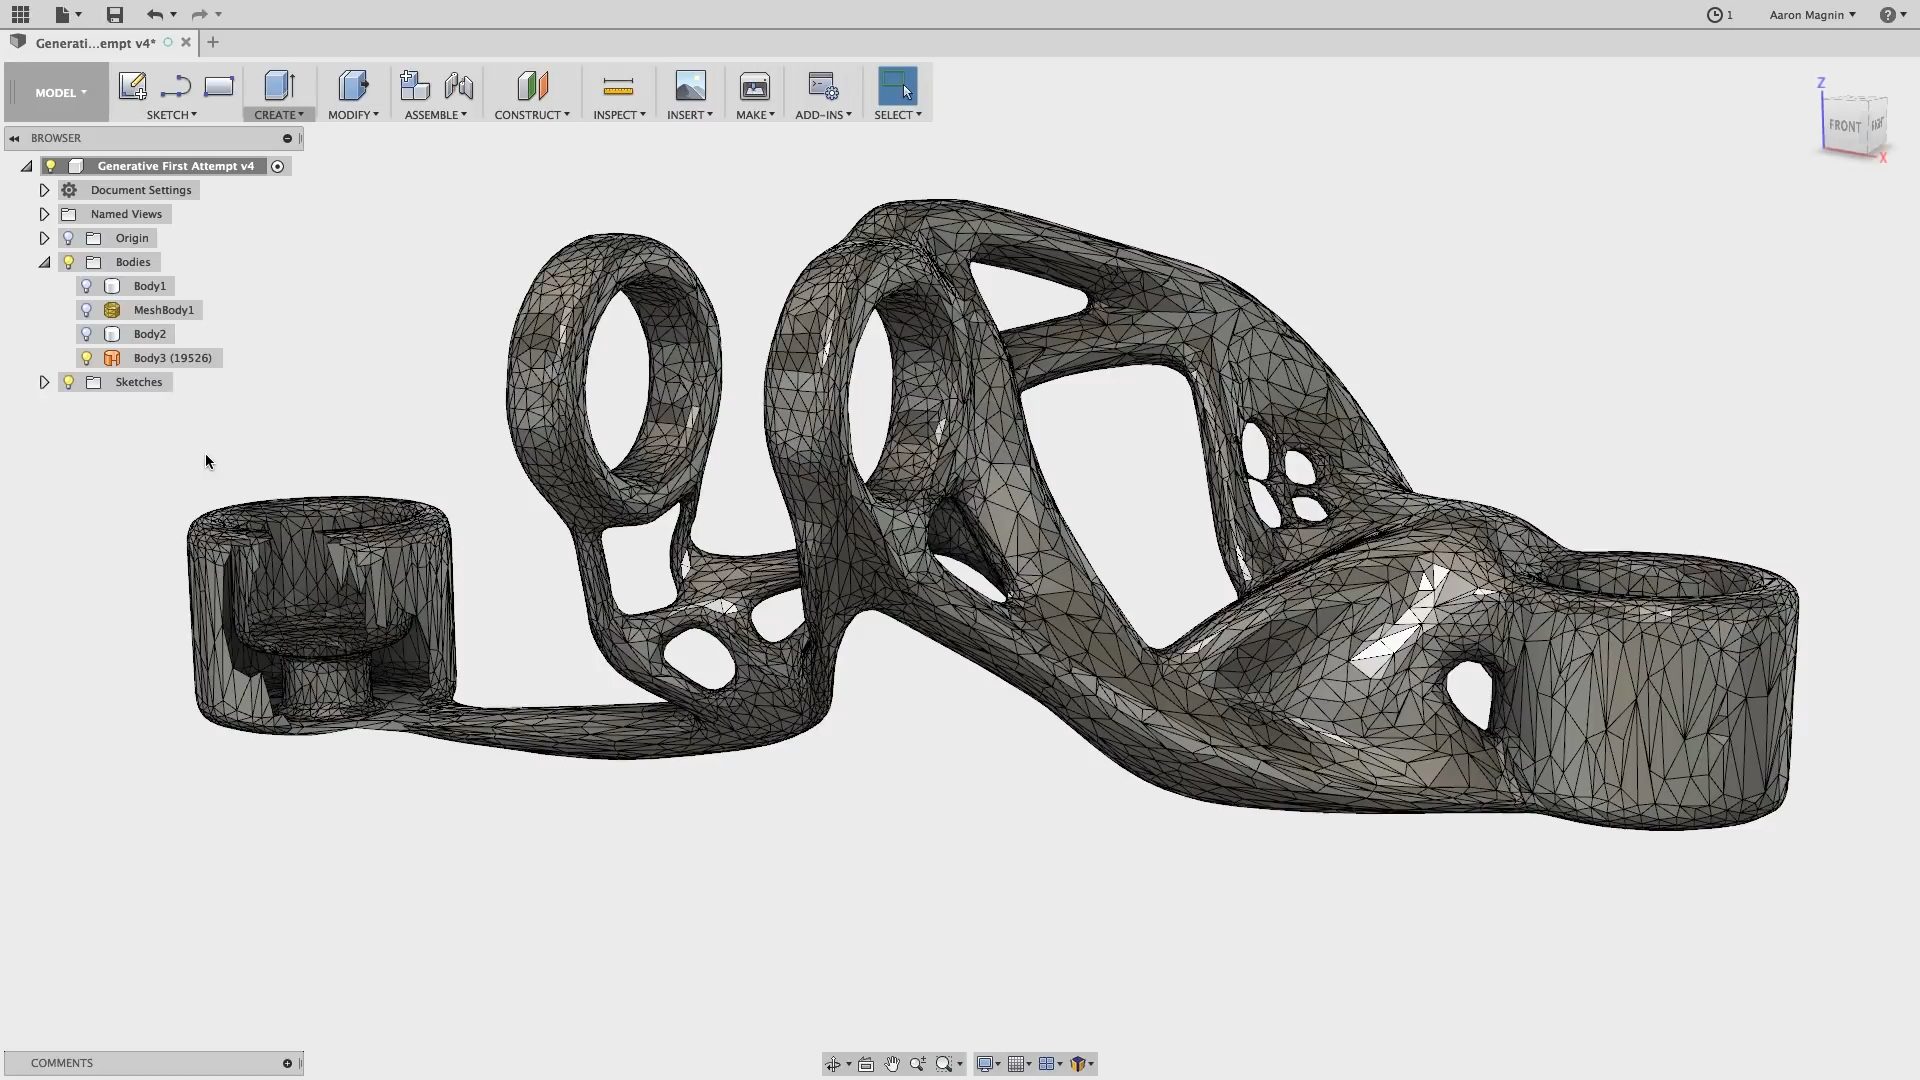 1
Aaron Magnin
?
Generati...empt v4*
MODEL
SKETCH
CREATE
MODIFY
ASSEMBLE
CONSTRUCT
INSPECT
INSERT
MAKE
ADD-INS
SELECT
BROWSER
Generative First Attempt v4
Document Settings
Named Views
Origin
Bodies
Body1
MeshBody1
Body2
Body3 (19526)
Sketches
Z
FRONT
X
COMMENTS